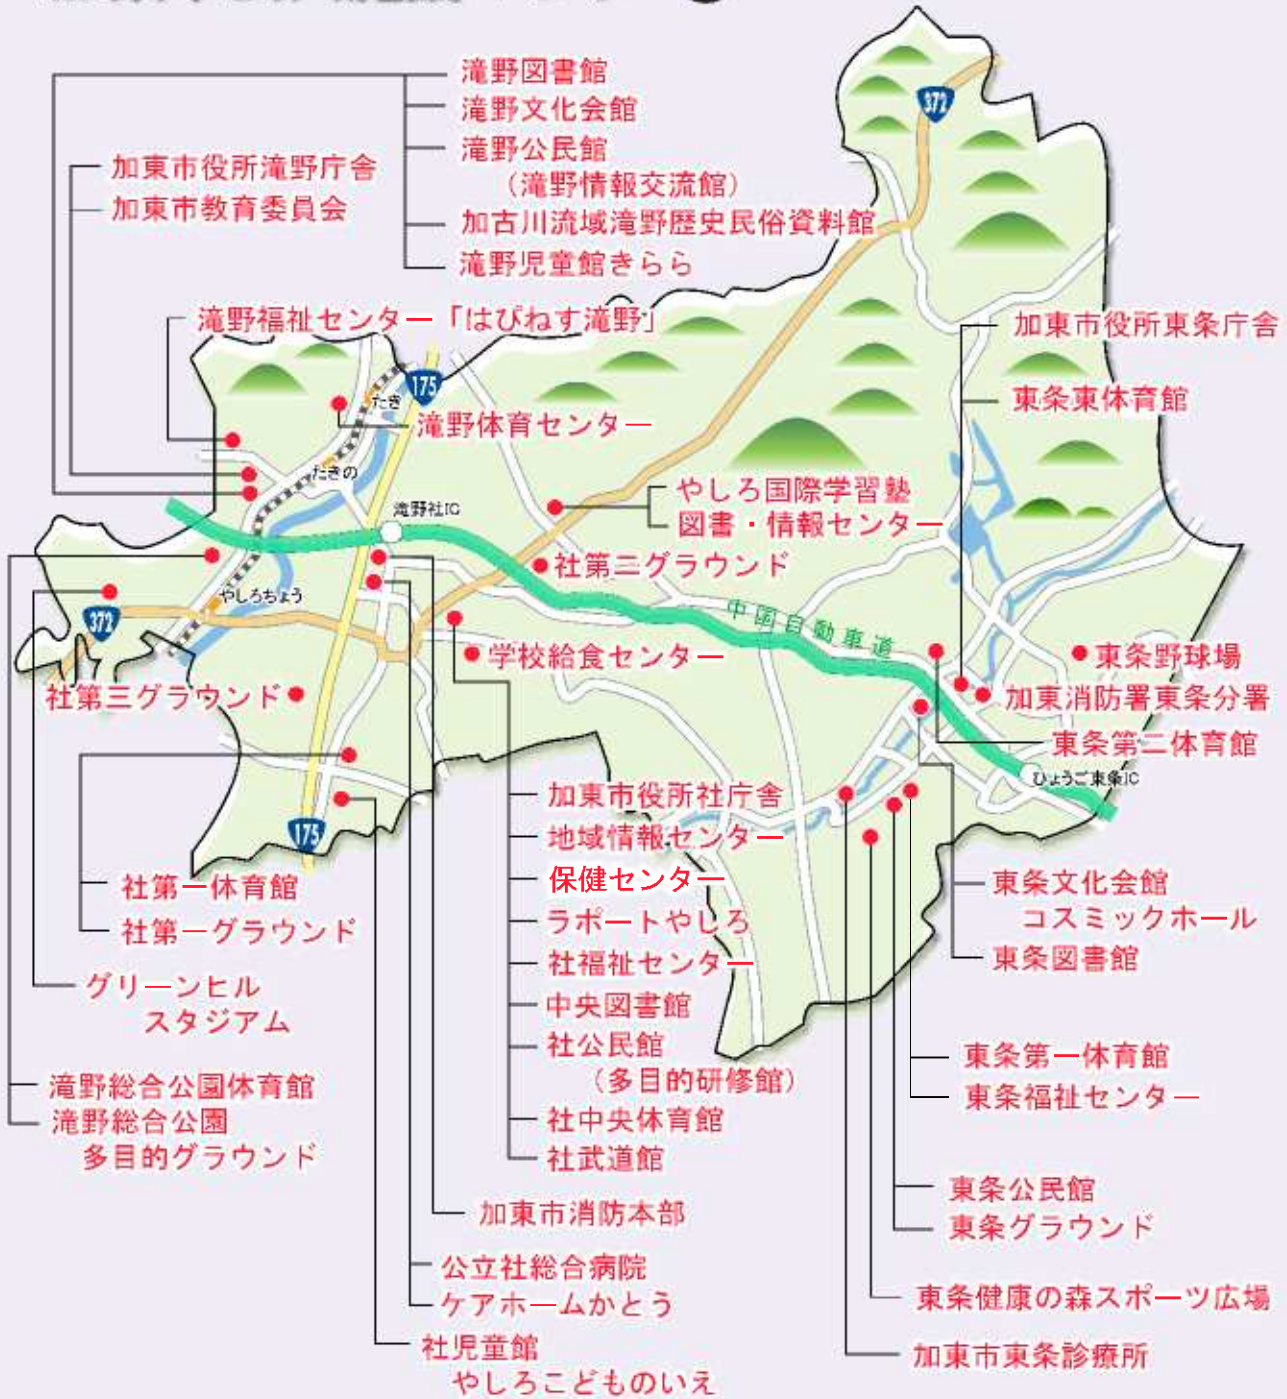 滝野図書館
滝野文化会館
滝野公民館
（滝野情報交流館）
加古川流域滝野歴史民俗資料館
滝野児童館きらら
372
加東市役所滝野庁舎
加東市教育委員会
滝野福祉センター「はぴねす滝野」
加東市役所東条庁舎
東条東体育館
175
たき
滝野体育センター
たきの
滝野社IC
やしろ国際学習塾
図書・情報センター
社第二グラウンド
やしろちょう
372
中国自動車道
学校給食センター
東条野球場
社第三グラウンド
加東消防署東条分署
東条第二体育館
ひょうご東条IC
175
加東市役所社庁舎
地域情報センター
保健センター
ラポートやしろ
社福祉センター
中央図書館
社公民館
（多目的研修館）
社中央体育館
社武道館
社第一体育館
社第一グラウンド
グリーンヒル
スタジアム
滝野総合公園体育館
滝野総合公園
多目的グラウンド
東条文化会館
コスミックホール
東条図書館
東条第一体育館
東条福祉センター
東条公民館
東条グラウンド
加東市消防本部
公立社総合病院
ケアホームかとう
東条健康の森スポーツ広場
社児童館
やしろこどものいえ
加東市東条診療所